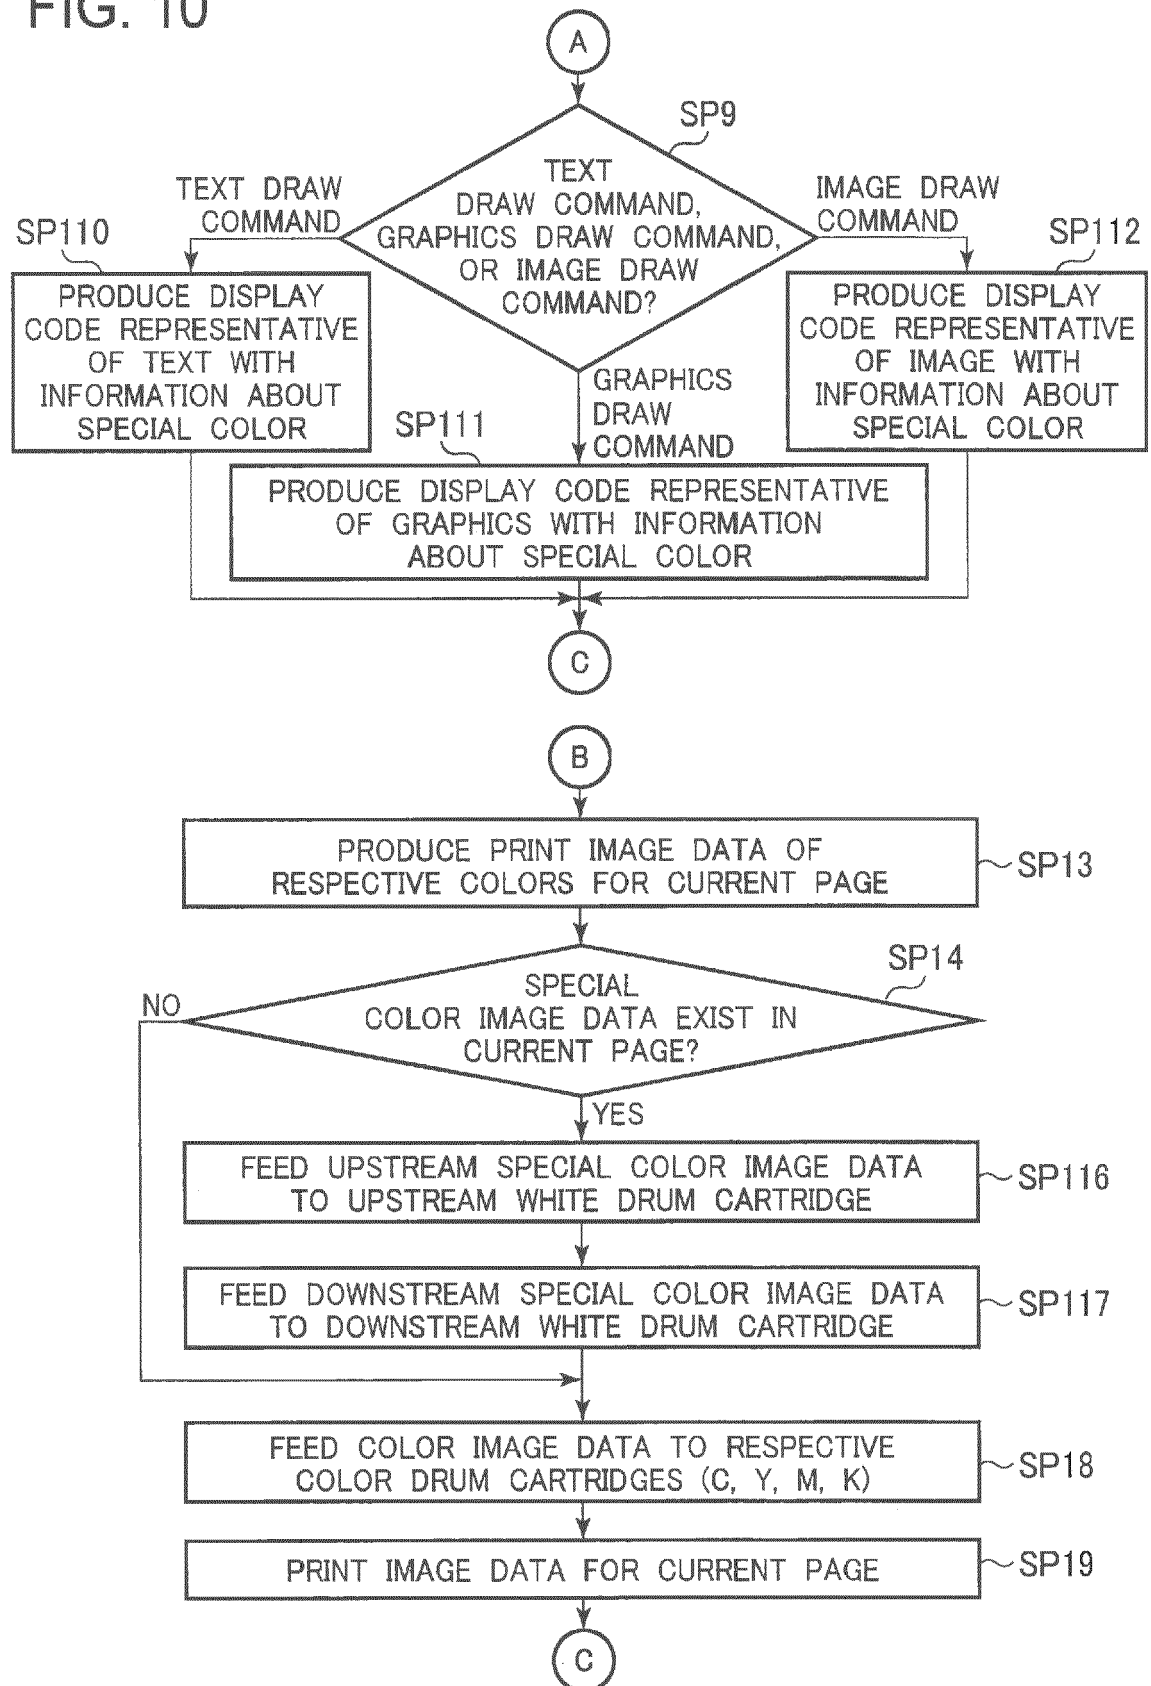 FIG. 10
A
SP9
TEXT
DRAW COMMAND,
GRAPHICS DRAW COMMAND,
OR IMAGE DRAW
COMMAND?
TEXT DRAW
COMMAND
IMAGE DRAW
COMMAND
SP110
PRODUCE DISPLAY
CODE REPRESENTATIVE
OF TEXT WITH
INFORMATION ABOUT
SPECIAL COLOR
SP112
PRODUCE DISPLAY
CODE REPRESENTATIVE
OF IMAGE WITH
INFORMATION ABOUT
SPECIAL COLOR
GRAPHICS
DRAW
COMMAND
SP111
PRODUCE DISPLAY CODE REPRESENTATIVE
OF GRAPHICS WITH INFORMATION
ABOUT SPECIAL COLOR
C
B
PRODUCE PRINT IMAGE DATA OF
RESPECTIVE COLORS FOR CURRENT PAGE
SP13
SP14
SPECIAL
COLOR IMAGE DATA EXIST IN
CURRENT PAGE?
NO
YES
FEED UPSTREAM SPECIAL COLOR IMAGE DATA
TO UPSTREAM WHITE DRUM CARTRIDGE
SP116
FEED DOWNSTREAM SPECIAL COLOR IMAGE DATA
TO DOWNSTREAM WHITE DRUM CARTRIDGE
SP117
FEED COLOR IMAGE DATA TO RESPECTIVE
COLOR DRUM CARTRIDGES (C, Y, M, K)
SP18
PRINT IMAGE DATA FOR CURRENT PAGE
SP19
C